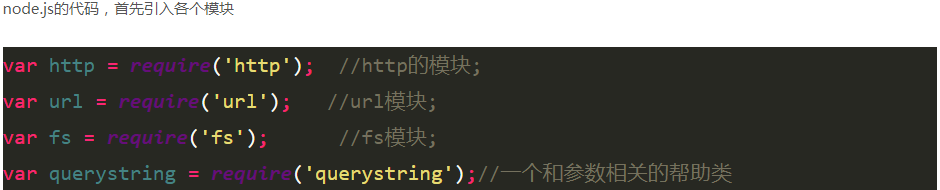 node.js的代码，首先引入各个模块
var http = require('http');  //http的模块;
var url = require('url');   //url模块;
var fs = require('fs');      //fs模块;
var querystring = require('querystring');//一个和参数相关的帮助类